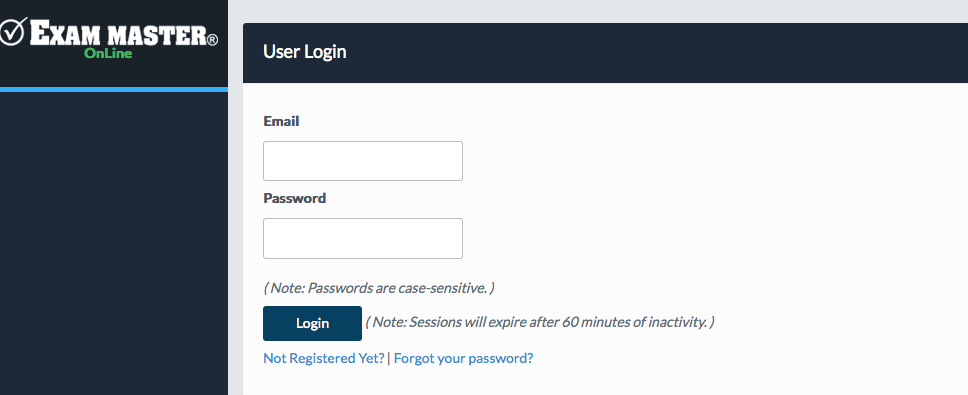 EXAM MASTER®
OnLine
User Login
Email
Password
( Note: Passwords are case-sensitive. )
Login ( Note: Sessions will expire after 60 minutes of inactivity. )
Not Registered Yet? | Forgot your password?